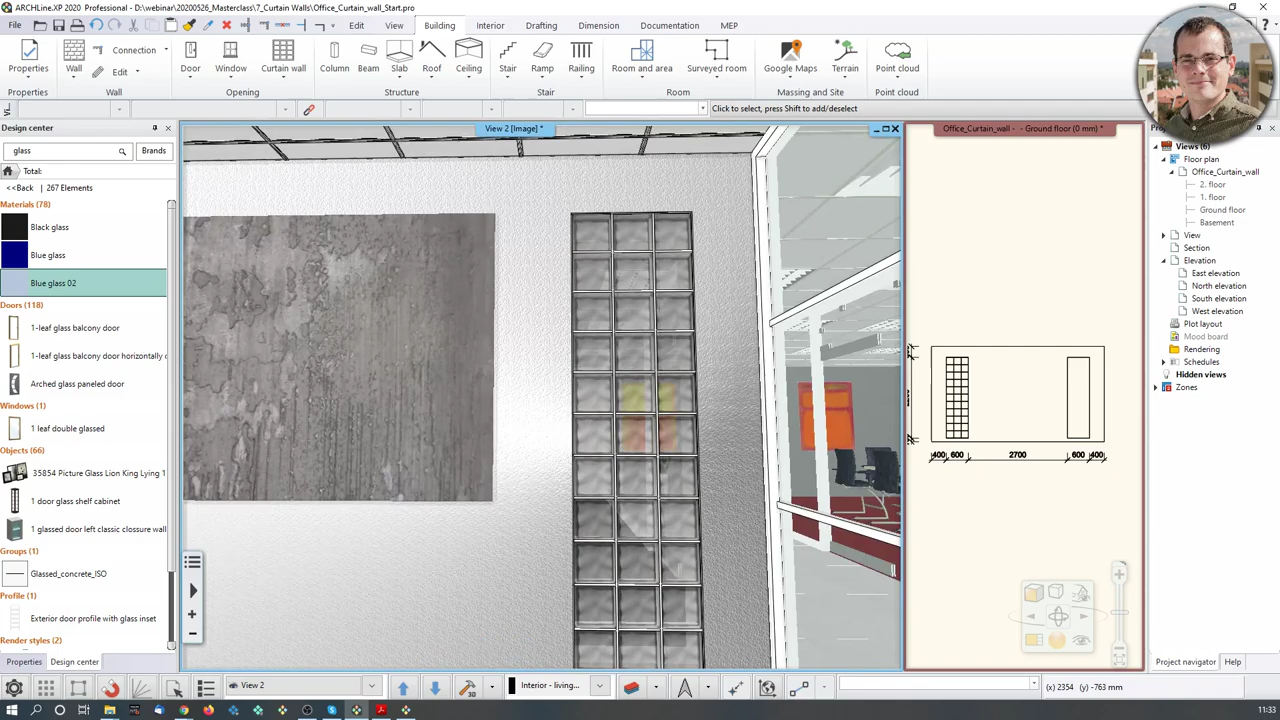 ARCHLine.XP 2020 Professional - D:\webinar\20200526_Masterclass\7_Curtain Walls\Office_Curtain_wall_Start.pro
File Edit View Building Interior Drafting Dimension Documentation MEP
Connection
Edit
Properties Wall Door Window Curtain wall Column Beam Slab Roof Ceiling Stair Ramp Railing Room and area Surveyed room Google Maps Terrain Point cloud
Properties Wall Opening Structure Stair Room Massing and Site Point cloud
Click to select, press Shift to add/deselect
Design center
glass
Brands
Total:
<<Back 267 Elements
Materials (78)
Black glass
Blue glass
Blue glass 02
Doors (118)
1-leaf glass balcony door
1-leaf glass balcony door horizontally
Arched glass paneled door
Windows (1)
1 leaf double glassed
Objects (66)
35854 Picture Glass Lion King Lying 1
1 door glass shelf cabinet
1 glassed door left classic clossure wall
Groups (1)
Glassed_concrete_ISO
Profile (1)
Exterior door profile with glass inset
Render styles (2)
Properties Design center
View 2 [Image] *
Office_Curtain_wall - - Ground floor (0 mm) *
400 600 2700 600 400
Views (6)
Floor plan
Office_Curtain_wall
2. floor
1. floor
Ground floor
Basement
View
Section
Elevation
East elevation
North elevation
South elevation
West elevation
Plot layout
Mood board
Rendering
Schedules
Hidden views
Zones
Project navigator Help
View 2
Interior - living...
(x) 2354 (y) -763 mm
11:33